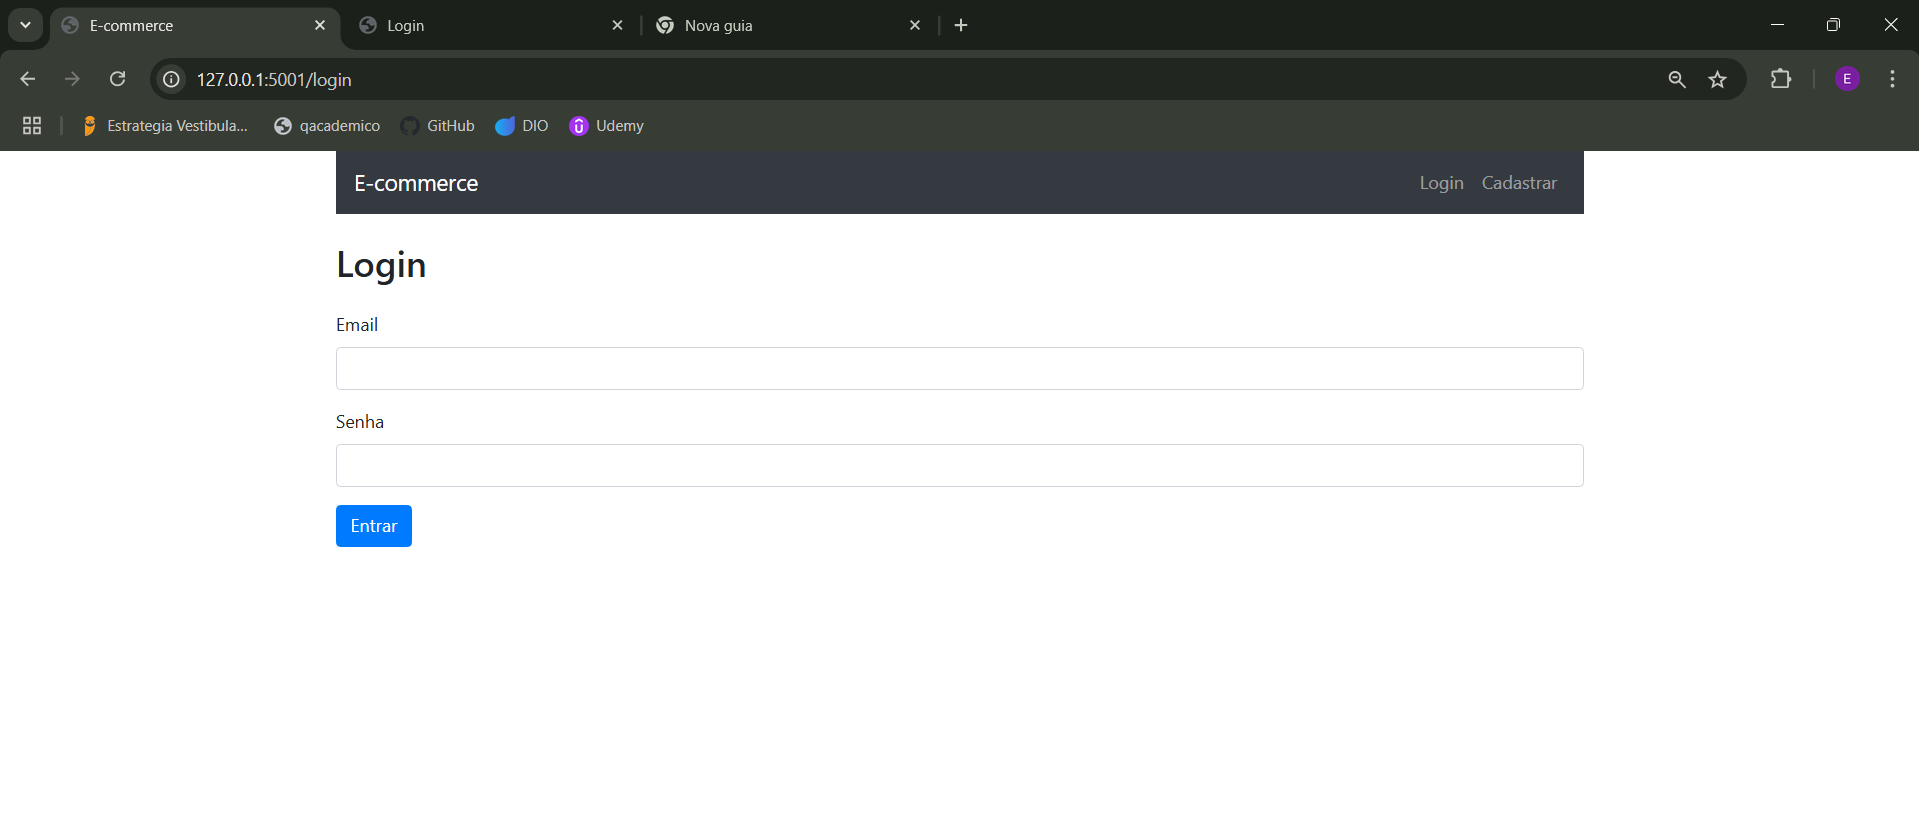 E-commerce
Login
Nova guia
127.0.0.1:5001/login
E
Estrategia Vestibula...
qacademico
GitHub
DIO
Udemy
E-commerce
Login
Cadastrar
Login
Email
Senha
Entrar